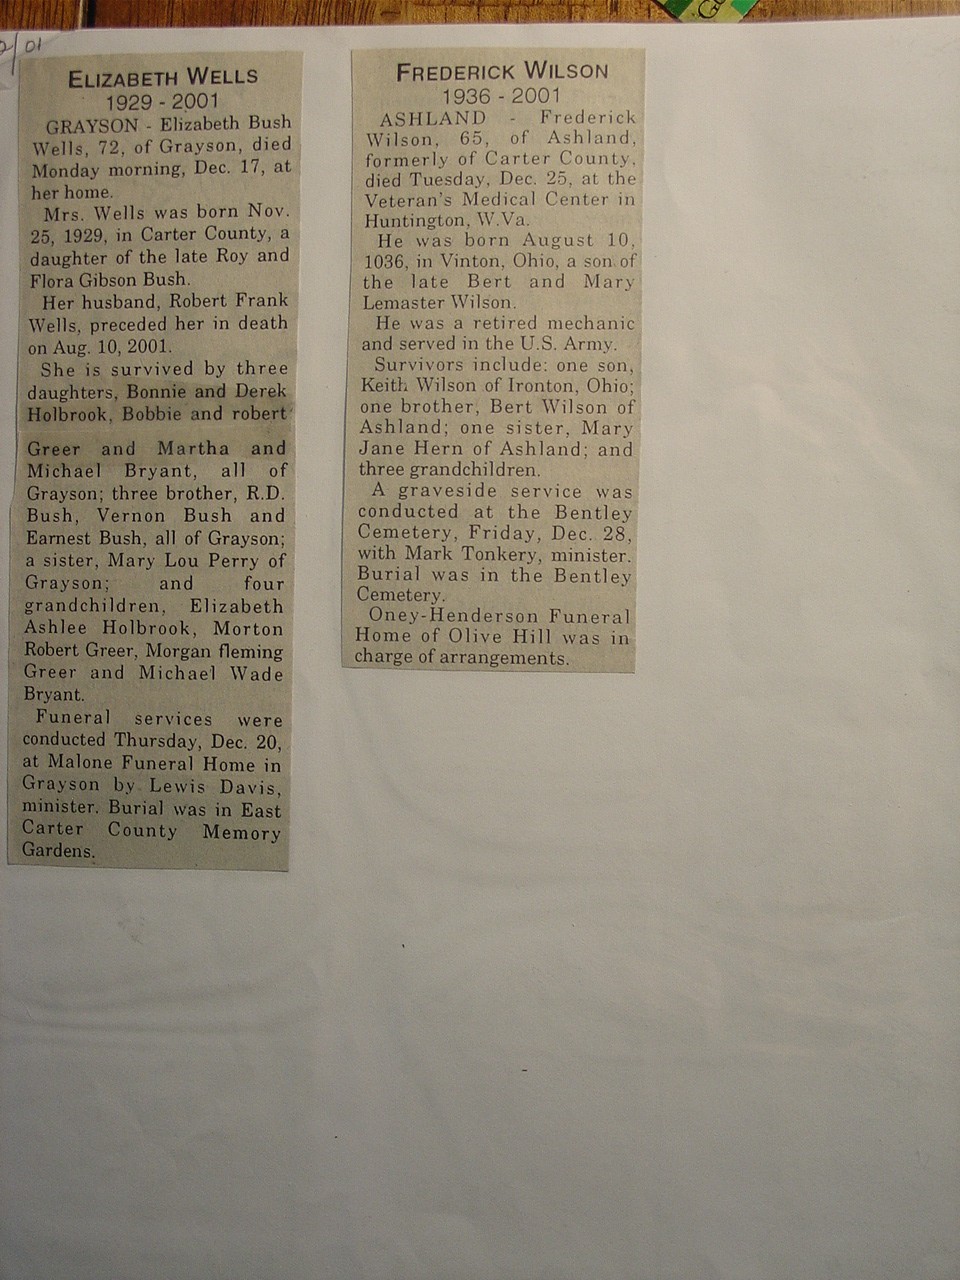 2/01
ELIZABETH WELLS
1929 - 2001
GRAYSON - Elizabeth Bush
Wells, 72, of Grayson, died
Monday morning, Dec. 17, at
her home.
Mrs. Wells was born Nov.
25, 1929, in Carter County, a
daughter of the late Roy and
Flora Gibson Bush.
Her husband, Robert Frank
Wells, preceded her in death
on Aug. 10, 2001.
She is survived by three
daughters, Bonnie and Derek
Holbrook, Bobbie and robert
Greer and Martha and
Michael Bryant, all of
Grayson; three brother, R.D.
Bush, Vernon Bush and
Earnest Bush, all of Grayson;
a sister, Mary Lou Perry of
Grayson; and four
grandchildren, Elizabeth
Ashlee Holbrook, Morton
Robert Greer, Morgan fleming
Greer and Michael Wade
Bryant.
Funeral services were
conducted Thursday, Dec. 20,
at Malone Funeral Home in
Grayson by Lewis Davis,
minister. Burial was in East
Carter County Memory
Gardens.
FREDERICK WILSON
1936 - 2001
ASHLAND - Frederick
Wilson, 65, of Ashland,
formerly of Carter County,
died Tuesday, Dec. 25, at the
Veteran's Medical Center in
Huntington, W.Va.
He was born August 10,
1036, in Vinton, Ohio, a son of
the late Bert and Mary
Lemaster Wilson.
He was a retired mechanic
and served in the U.S. Army.
Survivors include: one son,
Keith Wilson of Ironton, Ohio;
one brother, Bert Wilson of
Ashland; one sister, Mary
Jane Hern of Ashland; and
three grandchildren.
A graveside service was
conducted at the Bentley
Cemetery, Friday, Dec. 28,
with Mark Tonkery, minister.
Burial was in the Bentley
Cemetery.
Oney-Henderson Funeral
Home of Olive Hill was in
charge of arrangements.